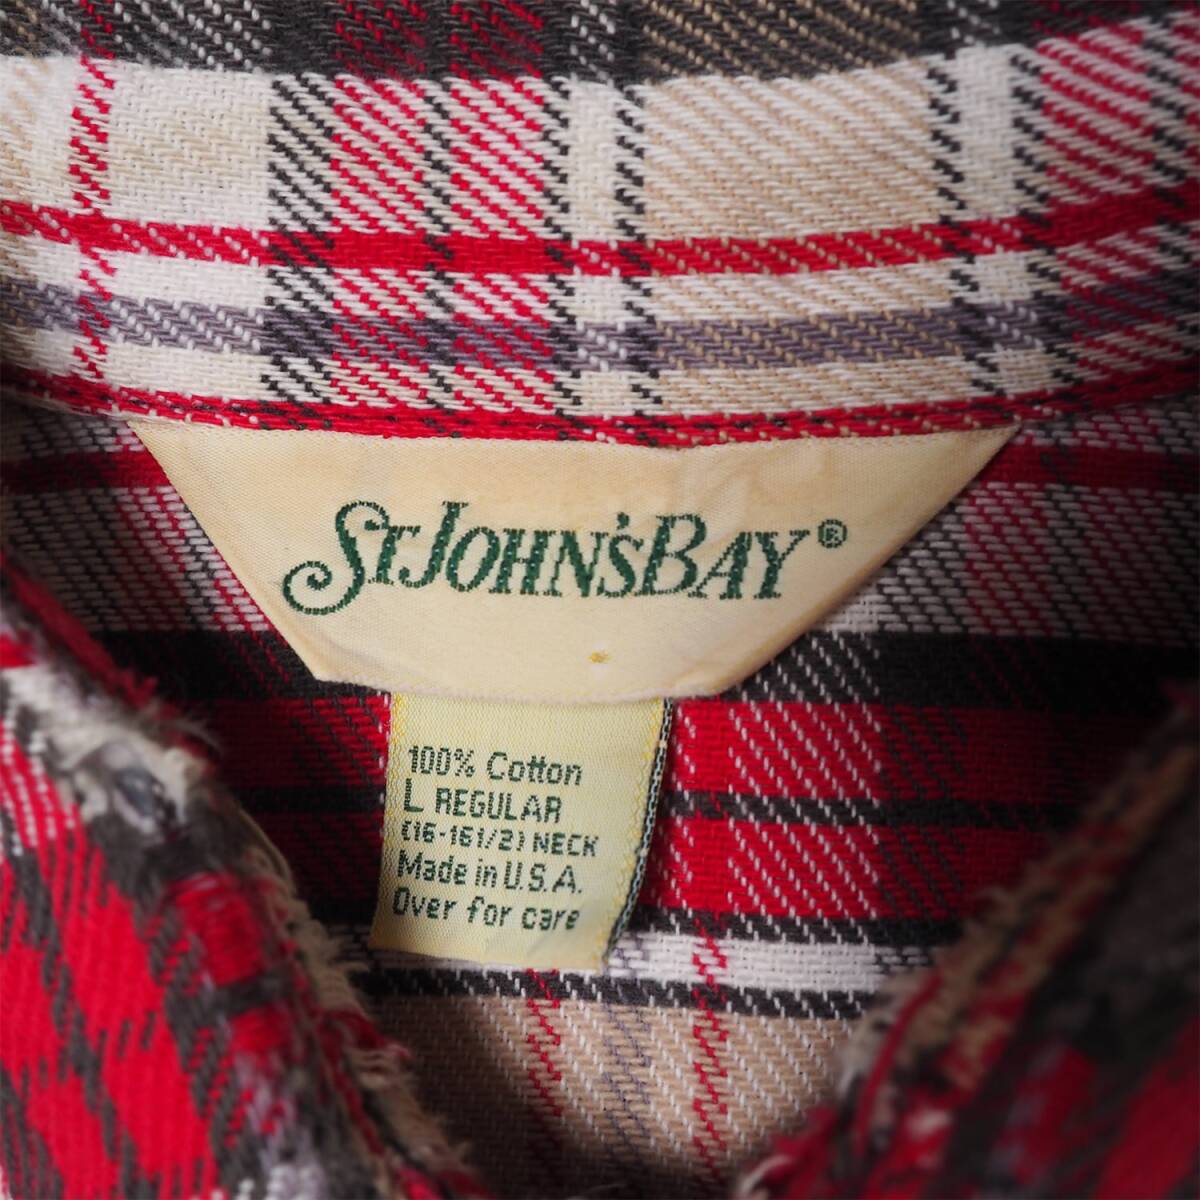 ST JOHN'S BAY®
100% Cotton
L REGULAR
(16-16 1/2) NECK
Made in U.S.A.
Over for care